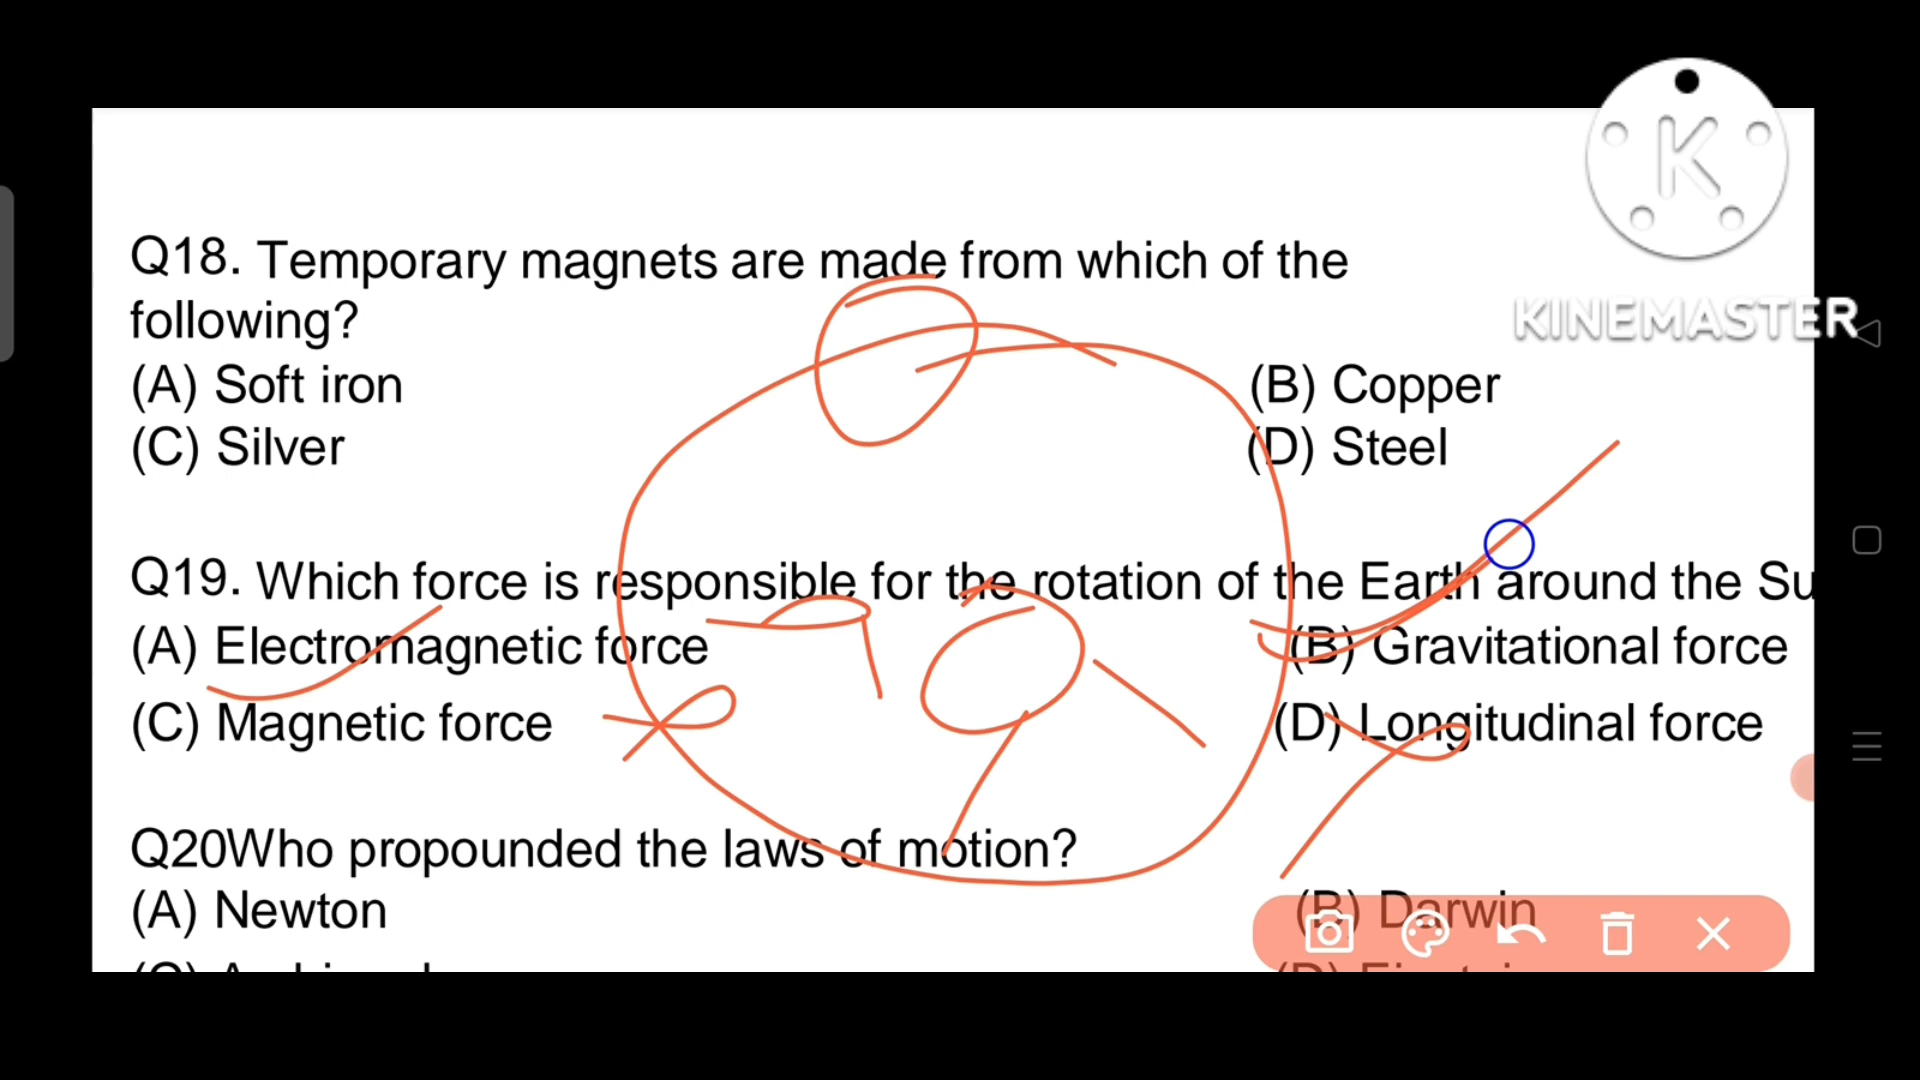 K
KINEMASTER
Q18. Temporary magnets are made from which of the
following?
(A) Soft iron (B) Copper
(C) Silver (D) Steel
Q19. Which force is responsible for the rotation of the Earth around the Su
(A) Electromagnetic force (B) Gravitational force
(C) Magnetic force (D) Longitudinal force
Q20Who propounded the laws of motion?
(A) Newton (B) Darwin